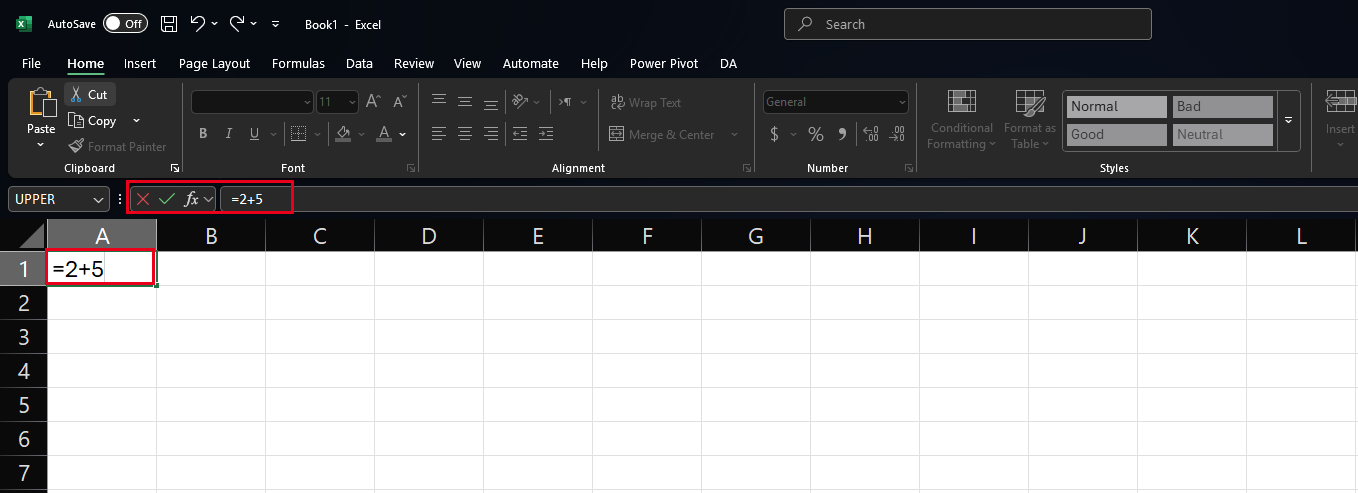 AutoSave Off Book1 - Excel Search
File Home Insert Page Layout Formulas Data Review View Automate Help Power Pivot DA
Cut
Copy
Format Painter
Paste
Clipboard
11 A A
B I U A
Font
ab Wrap Text
Merge & Center
Alignment
General
$ % 9 .00 .00
Number
Conditional Formatting
Format as Table
Normal Bad
Good Neutral
Styles
Insert
UPPER fx =2+5
A B C D E F G H I J K L
1 =2+5
2
3
4
5
6
7